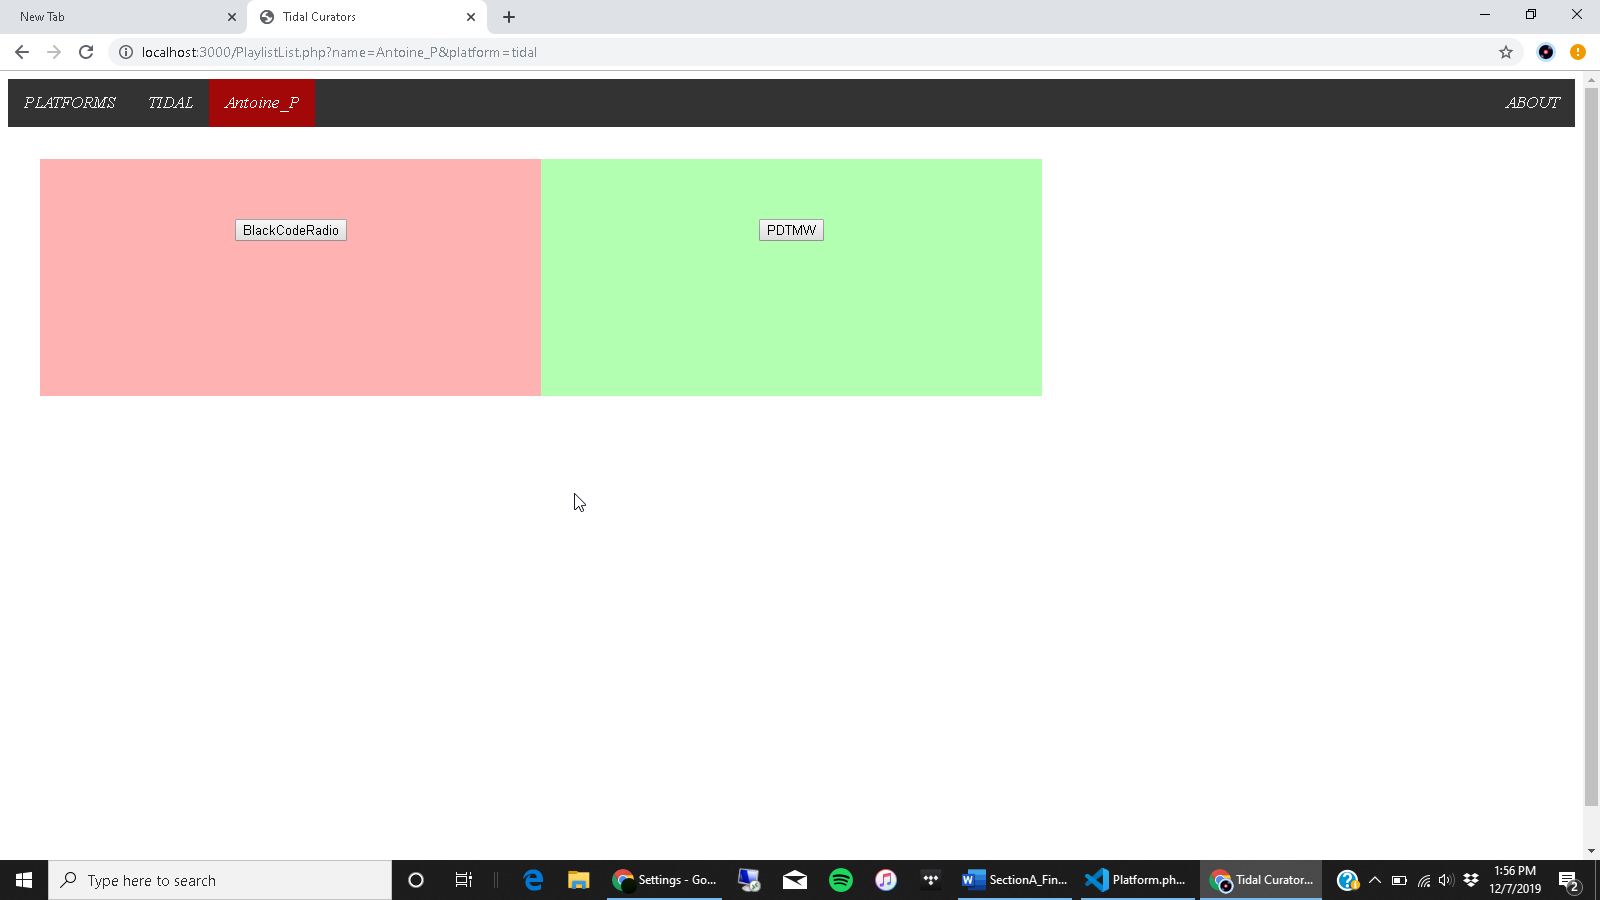 New Tab
Tidal Curators
localhost:3000/PlaylistList.php?name=Antoine_P&platform=tidal
PLATFORMS TIDAL Antoine_P ABOUT
BlackCodeRadio PDTMW
Type here to search
Settings - Go...
SectionA_Fin...
Platform.ph...
Tidal Curator...
1:56 PM
12/7/2019
2